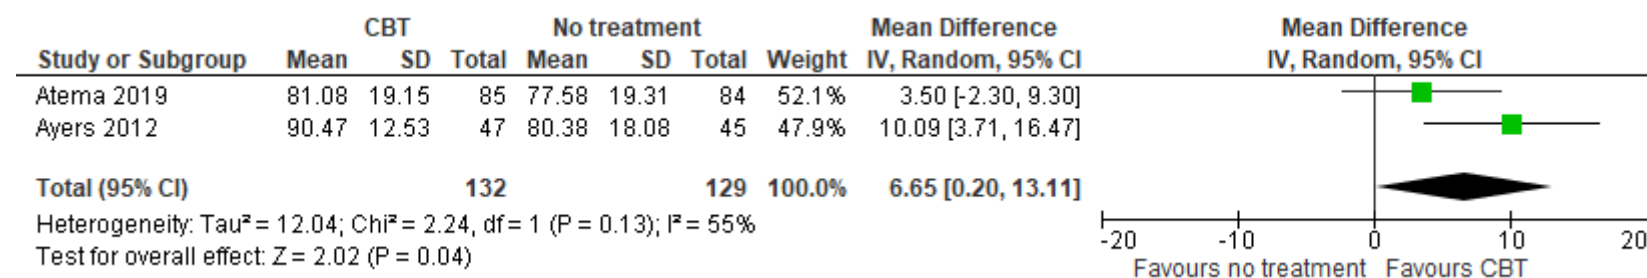 CBT No treatment Mean Difference Mean Difference
Study or Subgroup Mean SD Total Mean SD Total Weight IV, Random, 95% CI IV, Random, 95% CI
Atema 2019 81.08 19.15 85 77.58 19.31 84 52.1% 3.50 [-2.30, 9.30]
Ayers 2012 90.47 12.53 47 80.38 18.08 45 47.9% 10.09 [3.71, 16.47]
Total (95% CI) 132 129 100.0% 6.65 [0.20, 13.11]
Heterogeneity: Tau² = 12.04; Chi² = 2.24, df = 1 (P = 0.13); I² = 55%
Test for overall effect: Z = 2.02 (P = 0.04)
-20 -10 0 10 20
Favours no treatment Favours CBT